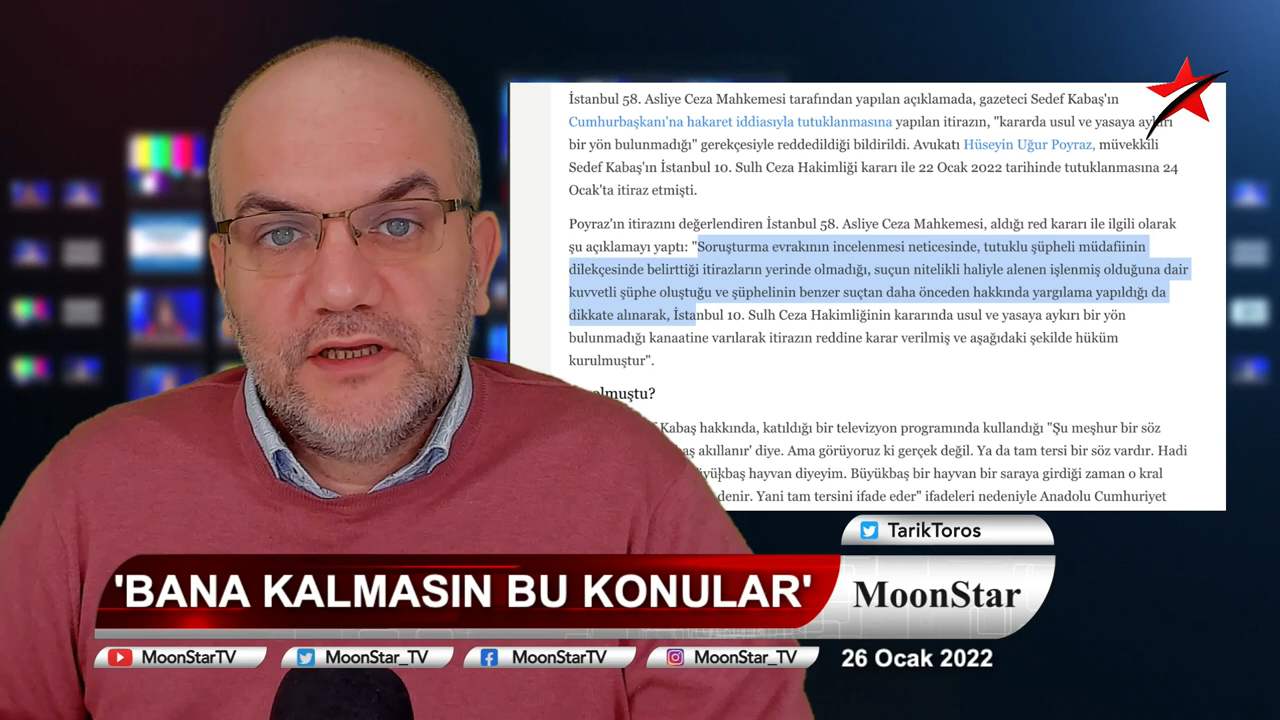 İstanbul 58. Asliye Ceza Mahkemesi tarafından yapılan açıklamada, gazeteci Sedef Kabaş'ın
Cumhurbaşkanı'na hakaret iddiasıyla tutuklanmasına yapılan itirazın, "kararda usul ve yasaya aykırı
bir yön bulunmadığı" gerekçesiyle reddedildiği bildirildi. Avukatı Hüseyin Uğur Poyraz, müvekkili
Sedef Kabaş'ın İstanbul 10. Sulh Ceza Hakimliği kararı ile 22 Ocak 2022 tarihinde tutuklanmasına 24
Ocak'ta itiraz etmişti.
Poyraz'ın itirazını değerlendiren İstanbul 58. Asliye Ceza Mahkemesi, aldığı red kararı ile ilgili olarak
şu açıklamayı yaptı: "Soruşturma evrakının incelenmesi neticesinde, tutuklu şüpheli müdafiinin
dilekçesinde belirttiği itirazların yerinde olmadığı, suçun nitelikli haliyle alenen işlenmiş olduğuna dair
kuvvetli şüphe oluştuğu ve şüphelinin benzer suçtan daha önceden hakkında yargılama yapıldığı da
dikkate alınarak, İstanbul 10. Sulh Ceza Hakimliğinin kararında usul ve yasaya aykırı bir yön
bulunmadığı kanaatine varılarak itirazın reddine karar verilmiş ve aşağıdaki şekilde hüküm
kurulmuştur".
olmuştu?
Kabaş hakkında, katıldığı bir televizyon programında kullandığı "Şu meşhur bir söz
akıllanır' diye. Ama görüyoruz ki gerçek değil. Ya da tam tersi bir söz vardır. Hadi
hayvan diyeyim. Büyükbaş bir hayvan bir saraya girdiği zaman o kral
denir. Yani tam tersini ifade eder" ifadeleri nedeniyle Anadolu Cumhuriyet
TarikToros
'BANA KALMASIN BU KONULAR'
MoonStar
MoonStarTV
MoonStar_TV
MoonStarTV
MoonStar_TV
26 Ocak 2022